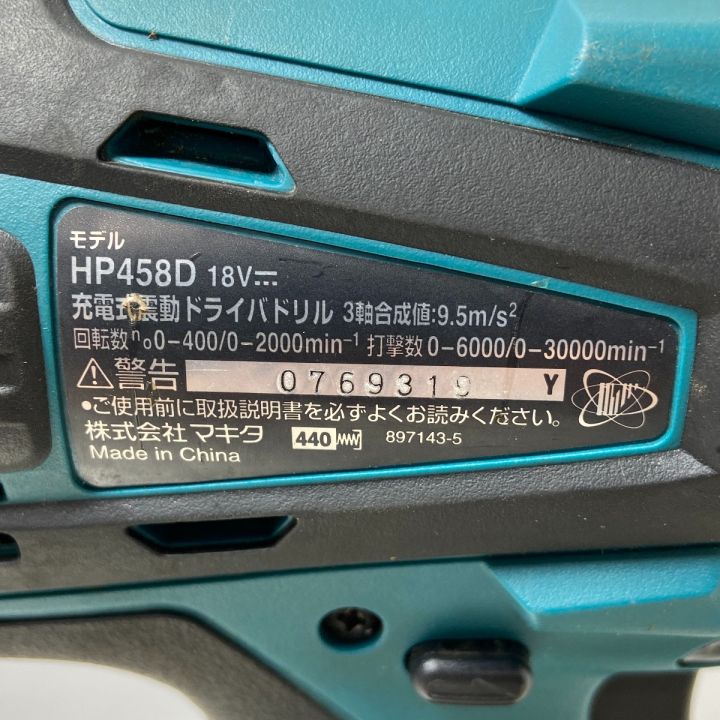 モデル
HP458D 18V⎓
充電式震動ドライバドリル 3軸合成値:9.5m/s²
回転数 n₀0-400/0-2000min⁻¹ 打撃数 0-6000/0-30000min⁻¹
⚠警告 0769319 Y
●ご使用前に取扱説明書を必ずよくお読みください。
株式会社 マキタ 440 897143-5
Made in China